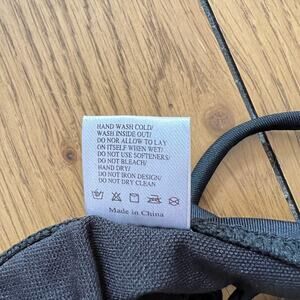 HAND WASH COLD/
WASH INSIDE OUT/
DO NOR ALLOW TO LAY
ON ITSELF WHEN WET/
DO NOT USE SOFTENERS/
DO NOT BLEACH/
HAND DRY/
DO NOT IRON DESIGN/
DO NOT DRY CLEAN
Made in China